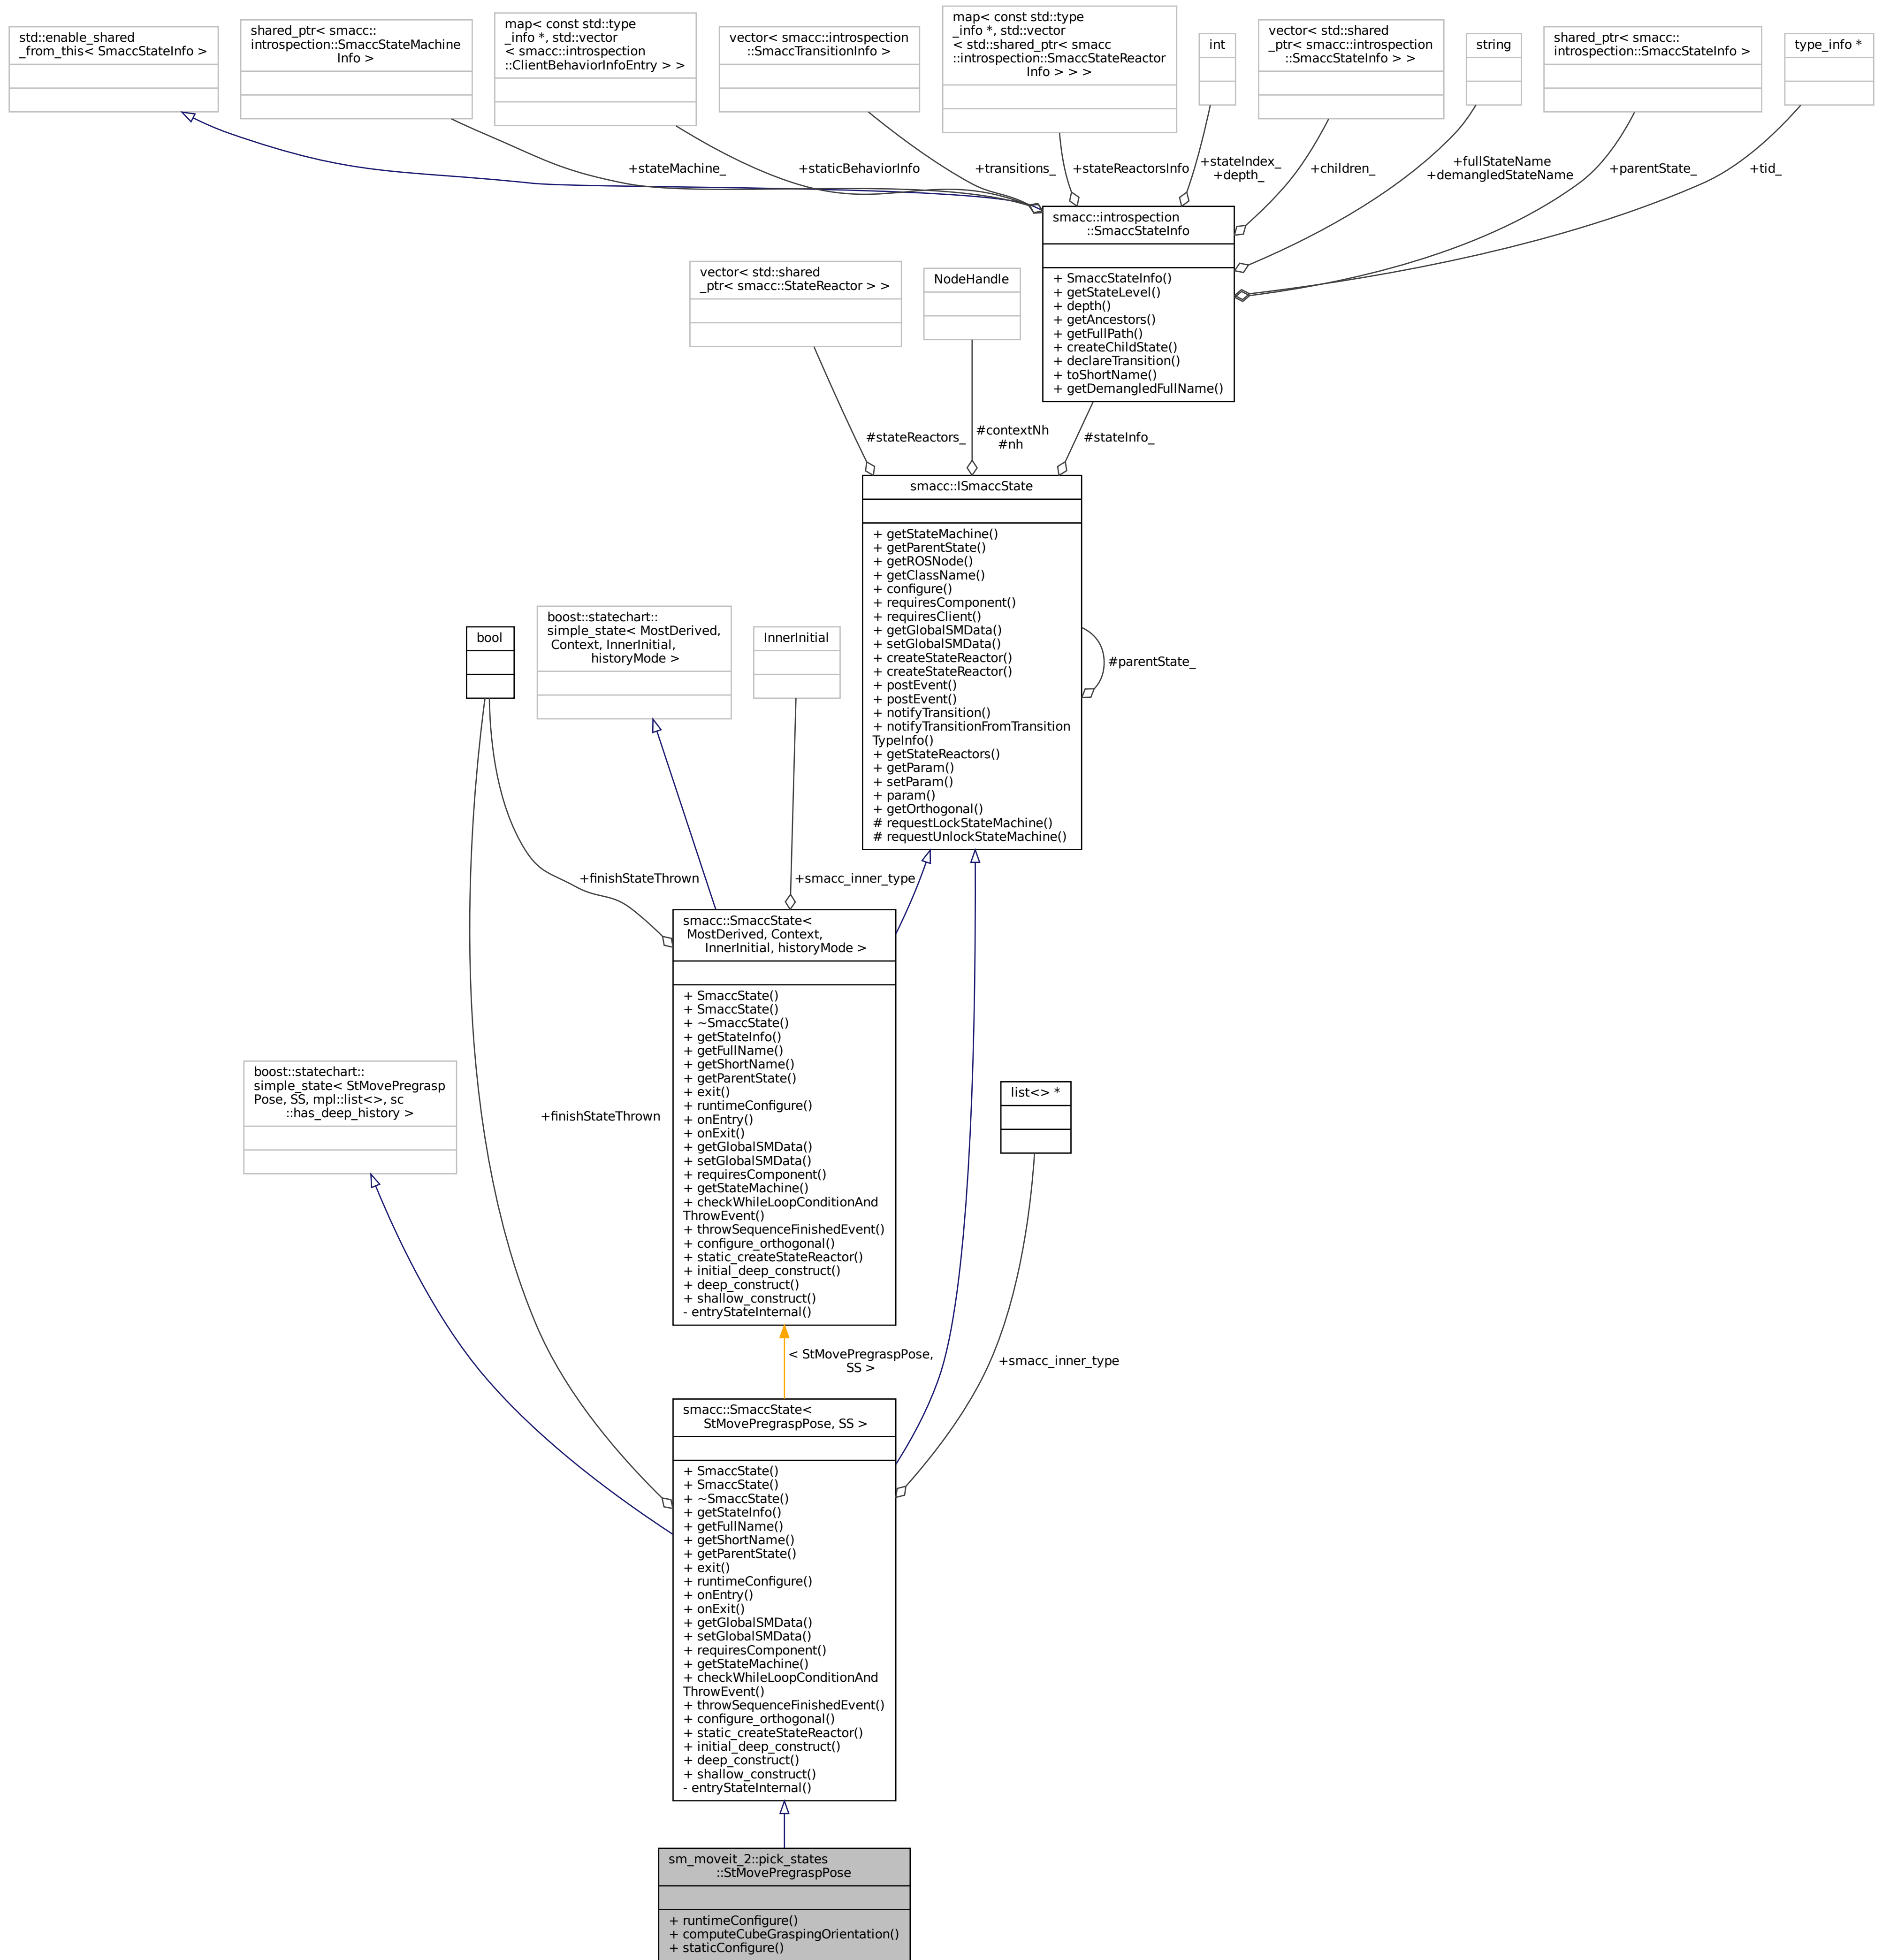 std::enable_shared
_from_this< SmaccStateInfo >
shared_ptr< smacc::
introspection::SmaccStateMachine
Info >
map< const std::type
_info *, std::vector
< smacc::introspection
::ClientBehaviorInfoEntry > >
vector< smacc::introspection
::SmaccTransitionInfo >
map< const std::type
_info *, std::vector
< std::shared_ptr< smacc
::introspection::SmaccStateReactor
Info > > >
int
vector< std::shared
_ptr< smacc::introspection
::SmaccStateInfo > >
string
shared_ptr< smacc::
introspection::SmaccStateInfo >
type_info *
+stateMachine_
+staticBehaviorInfo
+transitions_
+stateReactorsInfo
+stateIndex_
+depth_
+children_
+fullStateName
+demangledStateName
+parentState_
+tid_
smacc::introspection
::SmaccStateInfo
+ SmaccStateInfo()
+ getStateLevel()
+ depth()
+ getAncestors()
+ getFullPath()
+ createChildState()
+ declareTransition()
+ toShortName()
+ getDemangledFullName()
vector< std::shared
_ptr< smacc::StateReactor > >
NodeHandle
#stateReactors_
#contextNh
#nh
#stateInfo_
smacc::ISmaccState
+ getStateMachine()
+ getParentState()
+ getROSNode()
+ getClassName()
+ configure()
+ requiresComponent()
+ requiresClient()
+ getGlobalSMData()
+ setGlobalSMData()
+ createStateReactor()
+ createStateReactor()
+ postEvent()
+ postEvent()
+ notifyTransition()
+ notifyTransitionFromTransition
TypeInfo()
+ getStateReactors()
+ getParam()
+ setParam()
+ param()
+ getOrthogonal()
# requestLockStateMachine()
# requestUnlockStateMachine()
#parentState_
bool
boost::statechart::
simple_state< MostDerived,
Context, InnerInitial,
historyMode >
InnerInitial
+finishStateThrown
+smacc_inner_type
smacc::SmaccState<
MostDerived, Context,
InnerInitial, historyMode >
+ SmaccState()
+ SmaccState()
+ ~SmaccState()
+ getStateInfo()
+ getFullName()
+ getShortName()
+ getParentState()
+ exit()
+ runtimeConfigure()
+ onEntry()
+ onExit()
+ getGlobalSMData()
+ setGlobalSMData()
+ requiresComponent()
+ getStateMachine()
+ checkWhileLoopConditionAnd
ThrowEvent()
+ throwSequenceFinishedEvent()
+ configure_orthogonal()
+ static_createStateReactor()
+ initial_deep_construct()
+ deep_construct()
+ shallow_construct()
- entryStateInternal()
boost::statechart::
simple_state< StMovePregrasp
Pose, SS, mpl::list<>, sc
::has_deep_history >
+finishStateThrown
list<> *
< StMovePregraspPose,
SS >
+smacc_inner_type
smacc::SmaccState<
StMovePregraspPose, SS >
+ SmaccState()
+ SmaccState()
+ ~SmaccState()
+ getStateInfo()
+ getFullName()
+ getShortName()
+ getParentState()
+ exit()
+ runtimeConfigure()
+ onEntry()
+ onExit()
+ getGlobalSMData()
+ setGlobalSMData()
+ requiresComponent()
+ getStateMachine()
+ checkWhileLoopConditionAnd
ThrowEvent()
+ throwSequenceFinishedEvent()
+ configure_orthogonal()
+ static_createStateReactor()
+ initial_deep_construct()
+ deep_construct()
+ shallow_construct()
- entryStateInternal()
sm_moveit_2::pick_states
::StMovePregraspPose
+ runtimeConfigure()
+ computeCubeGraspingOrientation()
+ staticConfigure()